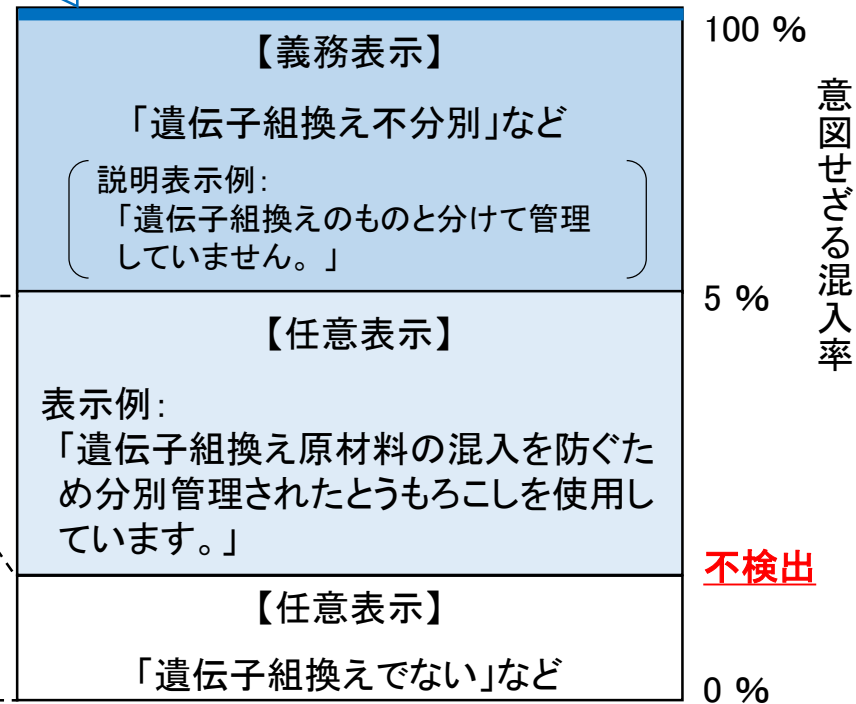 【義務表示】
「遺伝子組換え不分別」など
説明表示例：
「遺伝子組換えのものと分けて管理
していません。」
【任意表示】
表示例：
「遺伝子組換え原材料の混入を防ぐた
め分別管理されたとうもろこしを使用し
ています。」
【任意表示】
「遺伝子組換えでない」など
100 %
5 %
不検出
0 %
意図せざる混入率